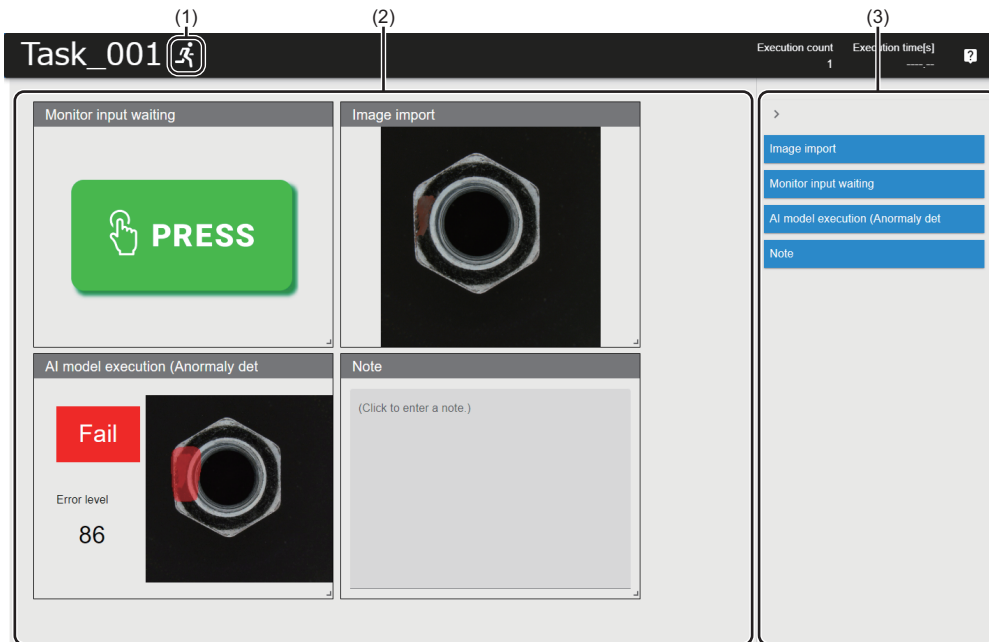 (1)
(2)
(3)
Task_001
Execution count
1
Execution time[s]
----.--
?
Monitor input waiting
PRESS
Image import
AI model execution (Anormaly det
Fail
Error level
86
Note
(Click to enter a note.)
Image import
Monitor input waiting
AI model execution (Anormaly det
Note